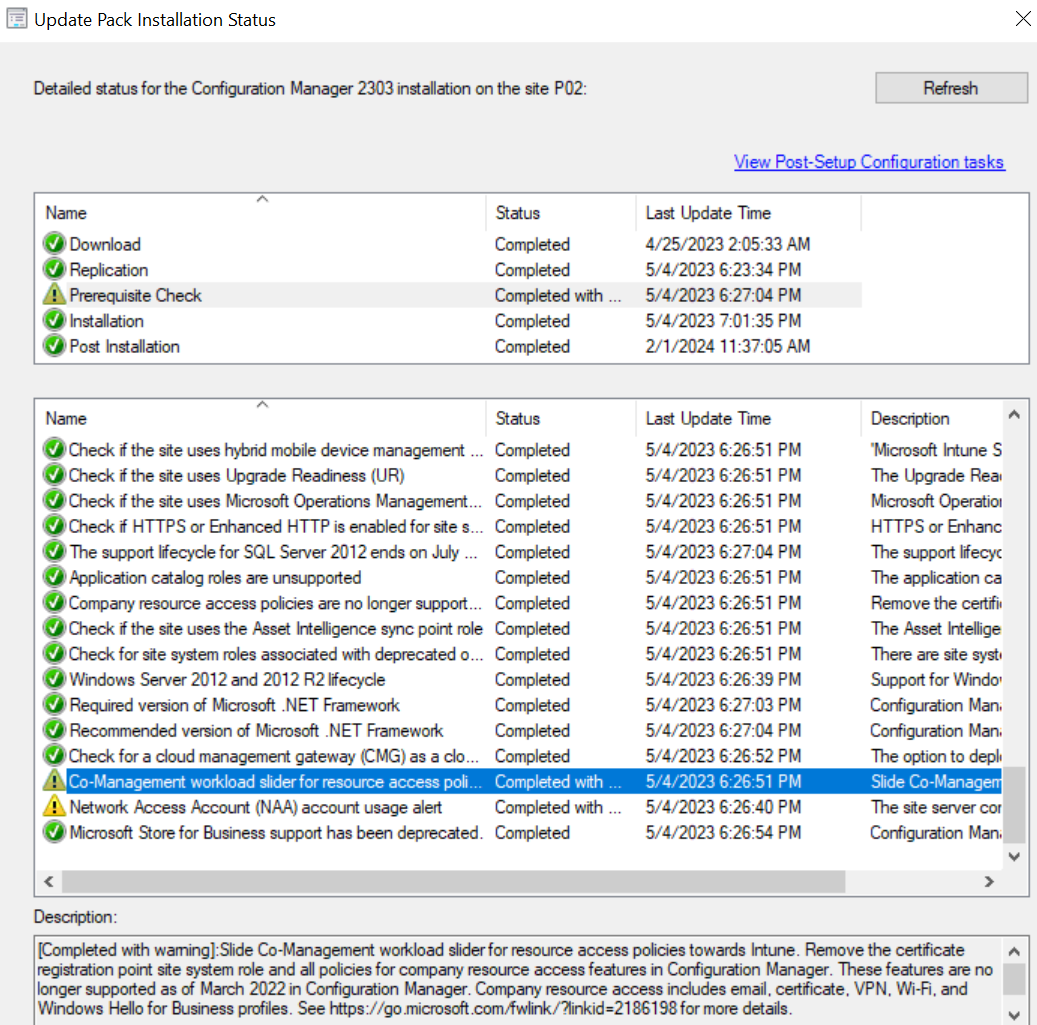 Update Pack Installation Status
Detailed status for the Configuration Manager 2303 installation on the site P02:
Refresh
View Post-Setup Configuration tasks
Name Status Last Update Time
Download Completed 4/25/2023 2:05:33 AM
Replication Completed 5/4/2023 6:23:34 PM
Prerequisite Check Completed with ... 5/4/2023 6:27:04 PM
Installation Completed 5/4/2023 7:01:35 PM
Post Installation Completed 2/1/2024 11:37:05 AM
Name Status Last Update Time Description
Check if the site uses hybrid mobile device management ... Completed 5/4/2023 6:26:51 PM "Microsoft Intune S
Check if the site uses Upgrade Readiness (UR) Completed 5/4/2023 6:26:51 PM The Upgrade Rea
Check if the site uses Microsoft Operations Management... Completed 5/4/2023 6:26:51 PM Microsoft Operation
Check if HTTPS or Enhanced HTTP is enabled for site s... Completed 5/4/2023 6:26:51 PM HTTPS or Enhanc
The support lifecycle for SQL Server 2012 ends on July ... Completed 5/4/2023 6:27:04 PM The support lifecyc
Application catalog roles are unsupported Completed 5/4/2023 6:26:51 PM The application ca
Company resource access policies are no longer support... Completed 5/4/2023 6:26:51 PM Remove the certifi
Check if the site uses the Asset Intelligence sync point role Completed 5/4/2023 6:26:51 PM The Asset Intellige
Check for site system roles associated with deprecated o... Completed 5/4/2023 6:26:51 PM There are site syst
Windows Server 2012 and 2012 R2 lifecycle Completed 5/4/2023 6:26:39 PM Support for Window
Required version of Microsoft .NET Framework Completed 5/4/2023 6:27:03 PM Configuration Man
Recommended version of Microsoft .NET Framework Completed 5/4/2023 6:27:04 PM Configuration Man
Check for a cloud management gateway (CMG) as a clo... Completed 5/4/2023 6:26:52 PM The option to deplo
Co-Management workload slider for resource access poli... Completed with ... 5/4/2023 6:26:51 PM Slide Co-Managem
Network Access Account (NAA) account usage alert Completed with ... 5/4/2023 6:26:40 PM The site server cor
Microsoft Store for Business support has been deprecated. Completed 5/4/2023 6:26:54 PM Configuration Man
Description:
[Completed with warning]:Slide Co-Management workload slider for resource access policies towards Intune. Remove the certificate
registration point site system role and all policies for company resource access features in Configuration Manager. These features are no
longer supported as of March 2022 in Configuration Manager. Company resource access includes email, certificate, VPN, Wi-Fi, and
Windows Hello for Business profiles. See https://go.microsoft.com/fwlink/?linkid=2186198 for more details.